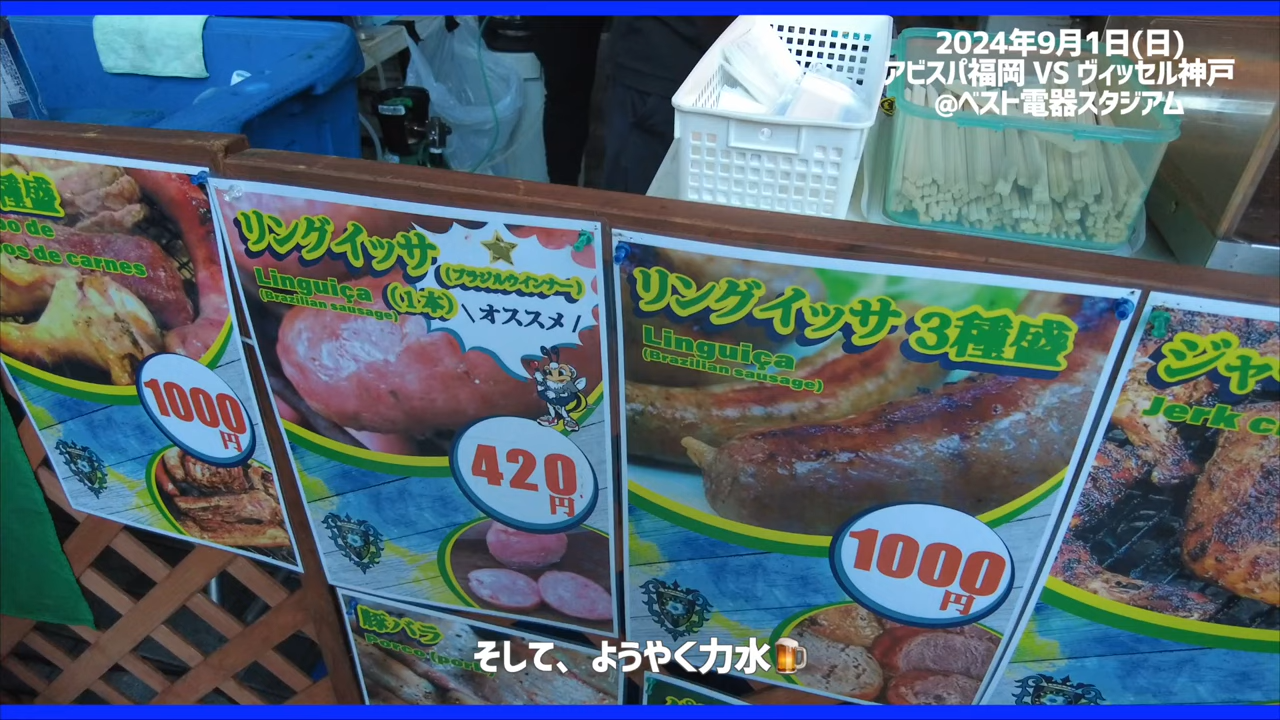 2024年9月1日(日)
アビスパ福岡 VS ヴィッセル神戸
@ベスト電器スタジアム
種盛
os de carnes
1000円
リングイッサ
(ブラジルウインナー)
Linguiça
(Brazilian sausage)
(1本)
\オススメ/
420円
リングイッサ 3種盛
Linguiça
(Brazilian sausage)
1000円
ジャ
Jerk c
豚バラ
Porco
そして、ようやく力水🍺